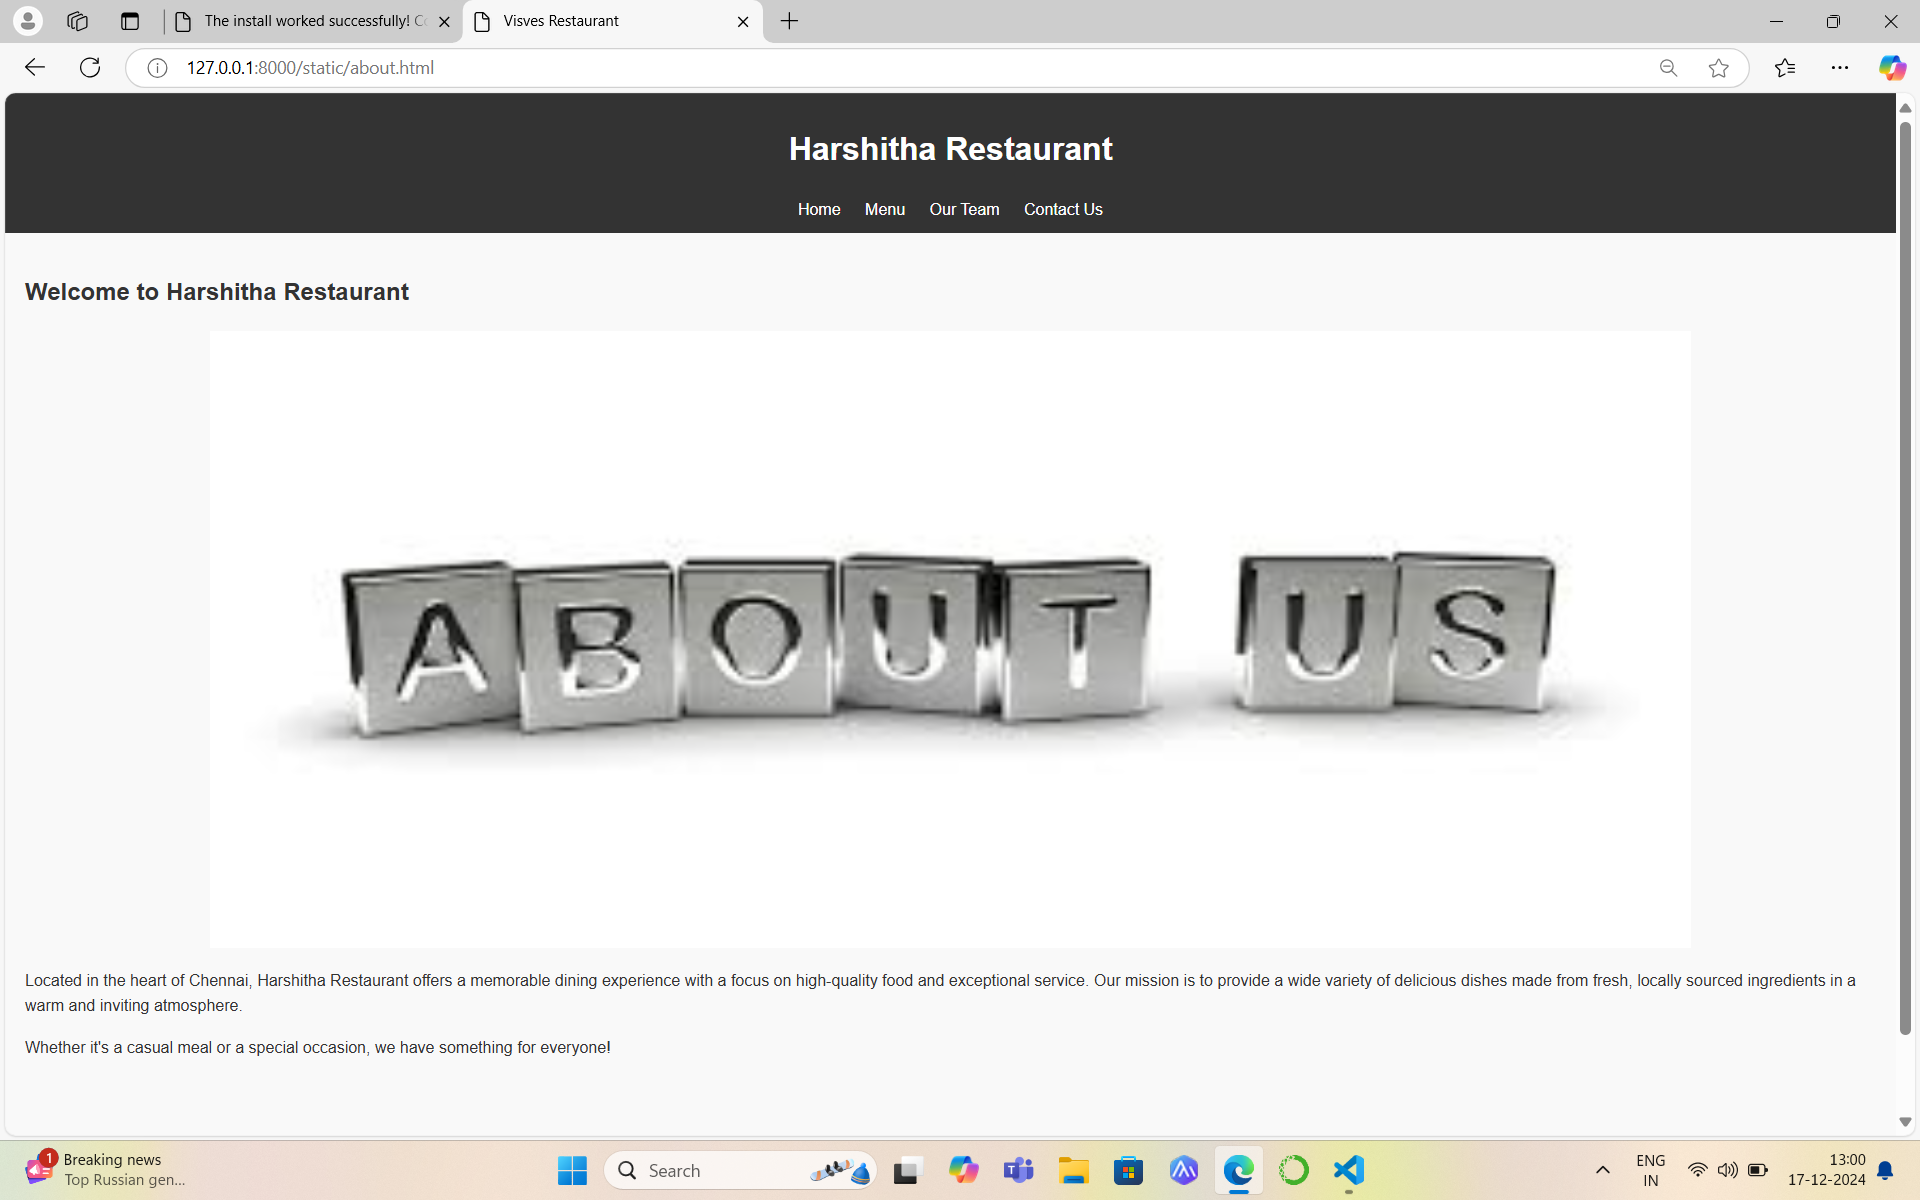 The install worked successfully! C
Visves Restaurant
127.0.0.1:8000/static/about.html
Harshitha Restaurant
Home Menu Our Team Contact Us
Welcome to Harshitha Restaurant
ABOUT US
Located in the heart of Chennai, Harshitha Restaurant offers a memorable dining experience with a focus on high-quality food and exceptional service. Our mission is to provide a wide variety of delicious dishes made from fresh, locally sourced ingredients in a
warm and inviting atmosphere.
Whether it's a casual meal or a special occasion, we have something for everyone!
1
Breaking news
Top Russian gen...
Search
ENG
IN
13:00
17-12-2024